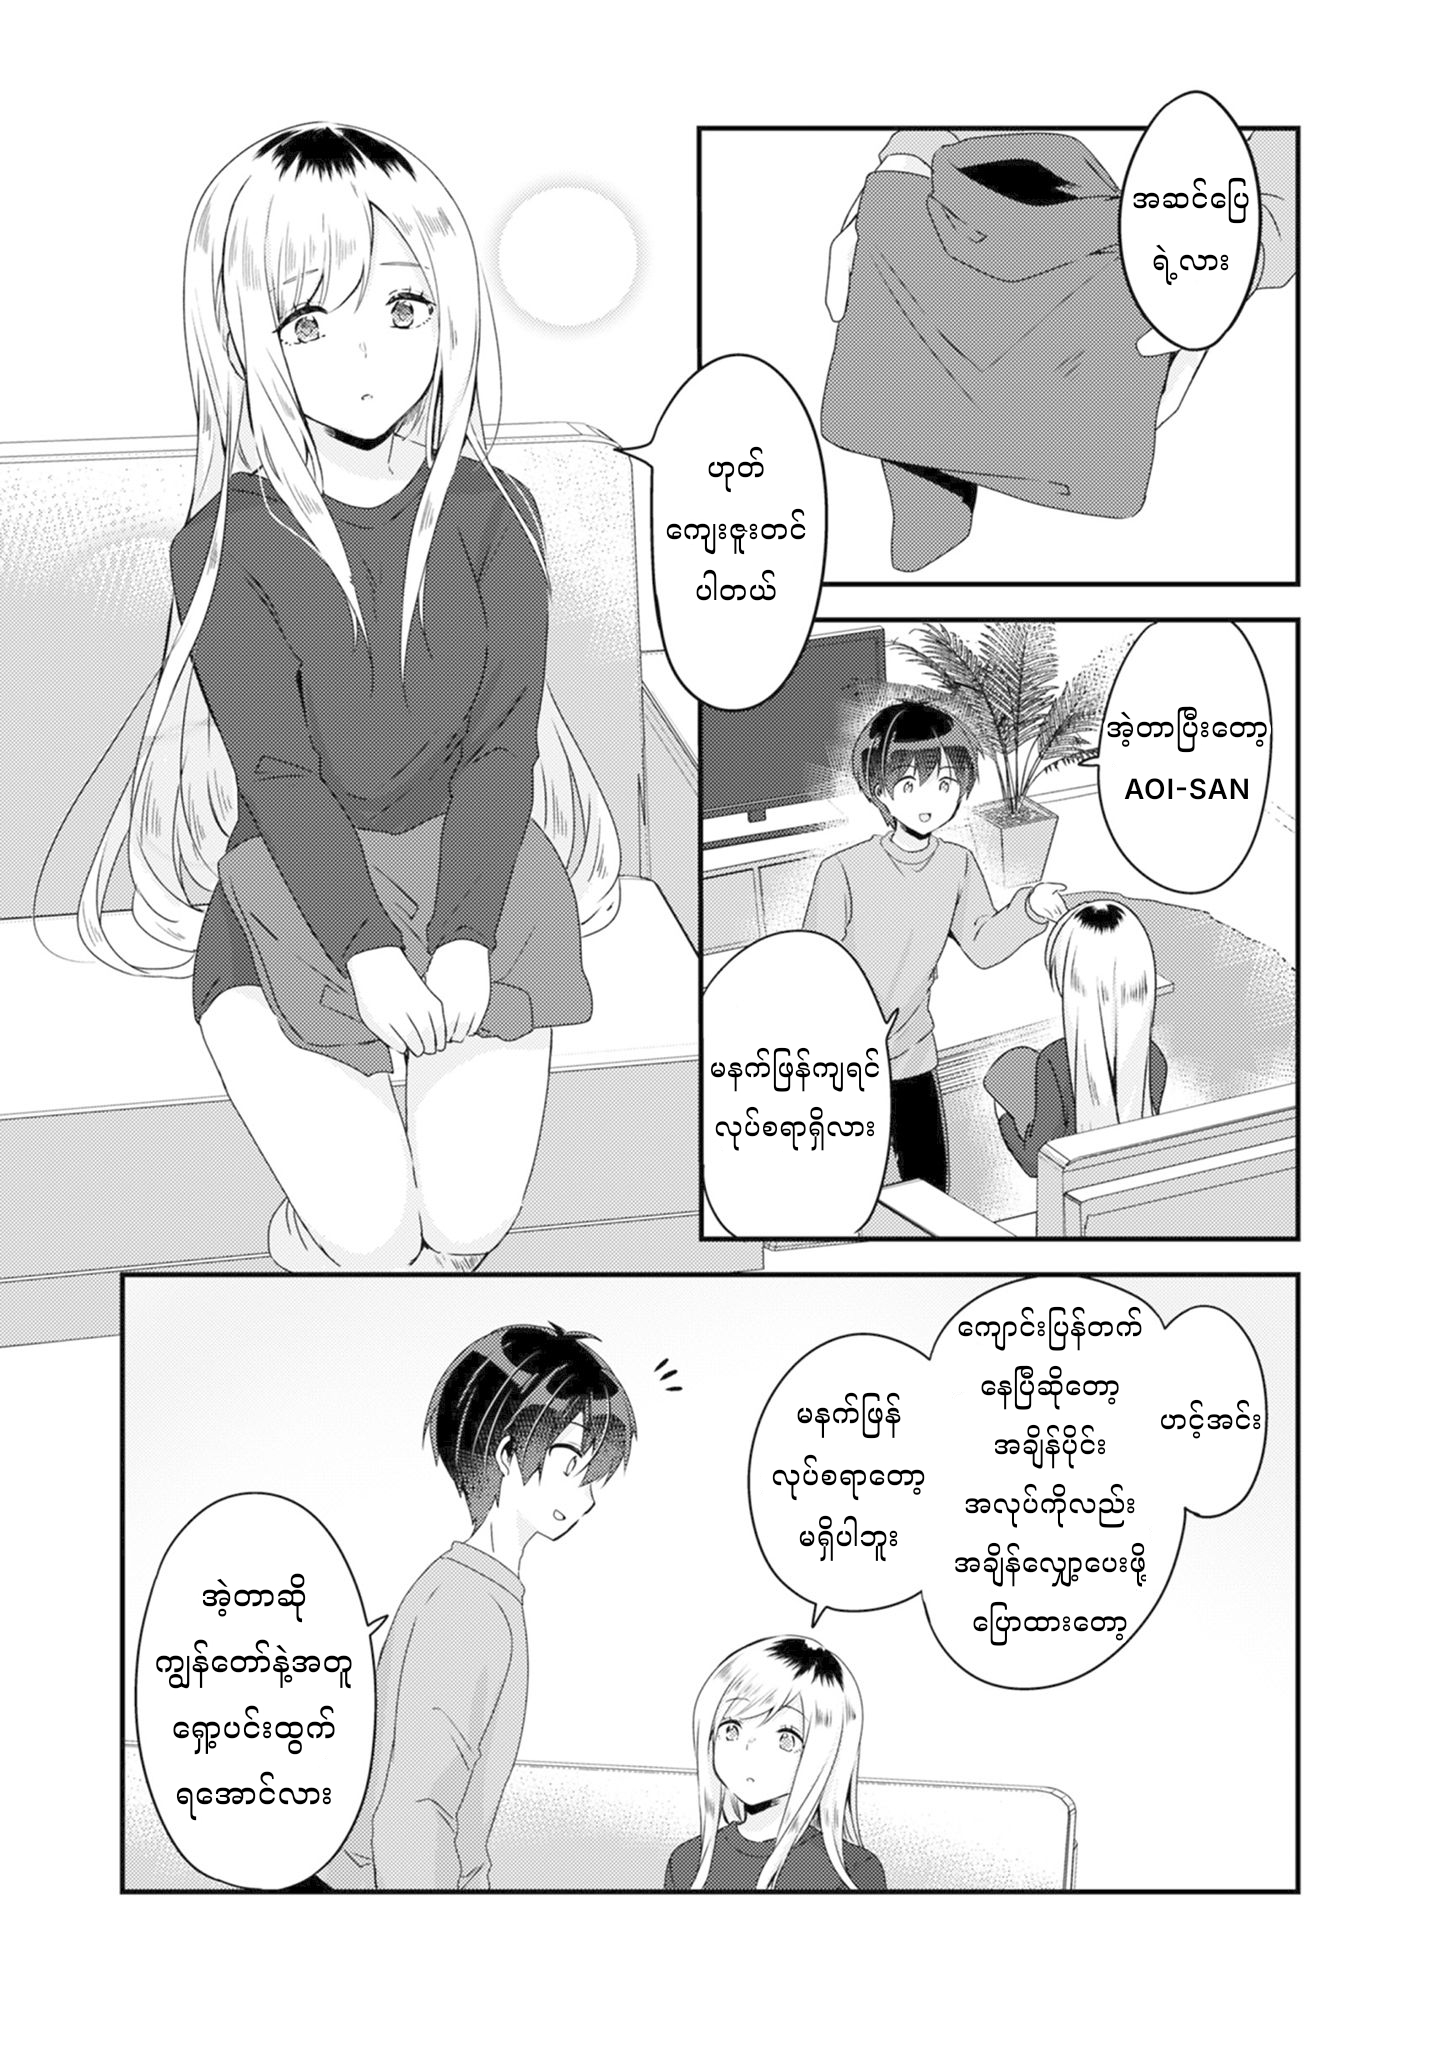 အဆင်ပြေ
ရဲ့လား
ဟုတ်
ကျေးဇူးတင်
ပါတယ်
အဲ့တာပြီးတော့
AOI-SAN
မနက်ဖြန်ကျရင်
လုပ်စရာရှိလား
ဟင့်အင်း
ကျောင်းပြန်တက်
နေပြီဆိုတော့
အချိန်ပိုင်း
အလုပ်ကိုလည်း
အချိန်လျှော့ပေးဖို့
ပြောထားတော့
မနက်ဖြန်
လုပ်စရာတော့
မရှိပါဘူး
အဲ့တာဆို
ကျွန်တော်နဲ့အတူ
ရှော့ပင်းထွက်
ရအောင်လား